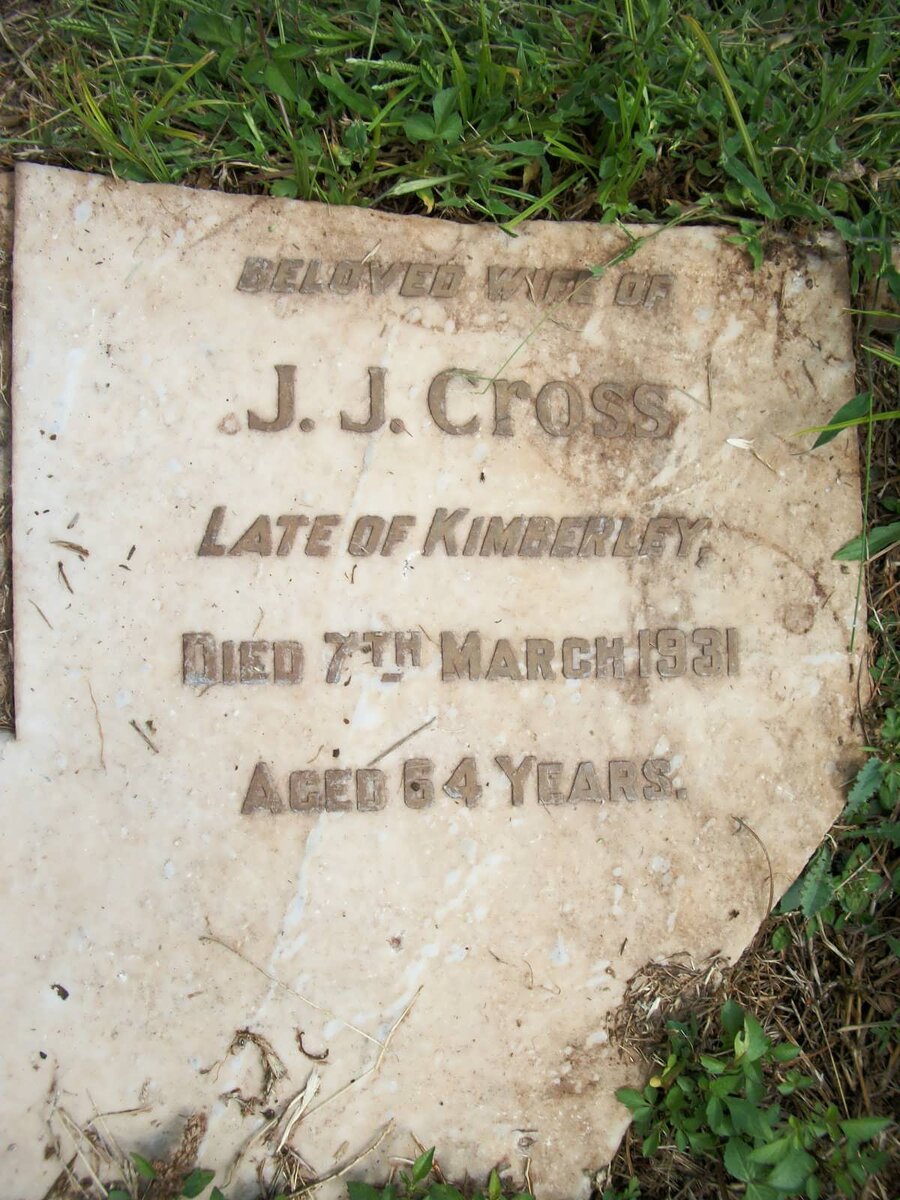 BELOVED WIFE OF
J. J. CROSS
LATE OF KIMBERLEY,
DIED 7TH MARCH 1931
AGED 64 YEARS.